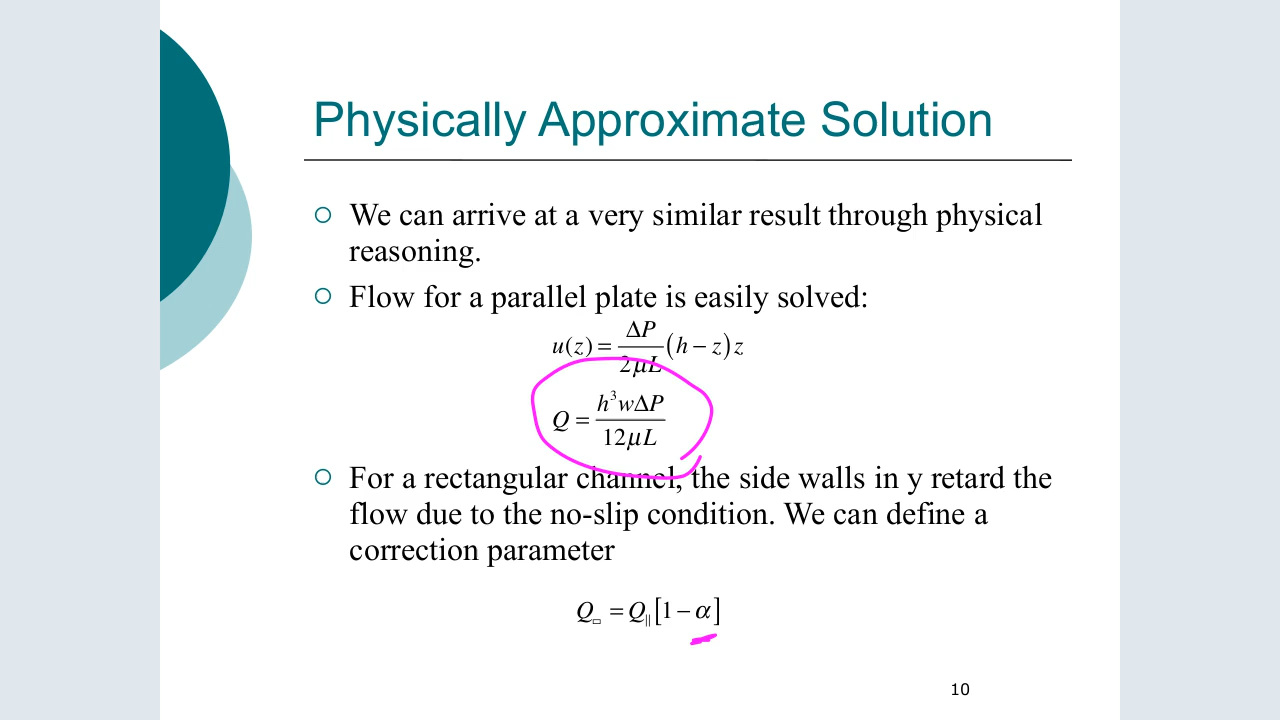 Physically Approximate Solution
We can arrive at a very similar result through physical
reasoning.
Flow for a parallel plate is easily solved:
u(z) = ΔP/2μL (h − z) z
Q = h³wΔP/12μL
For a rectangular channel, the side walls in y retard the
flow due to the no-slip condition. We can define a
correction parameter
Q▭ = Q∥[1 − α]
10